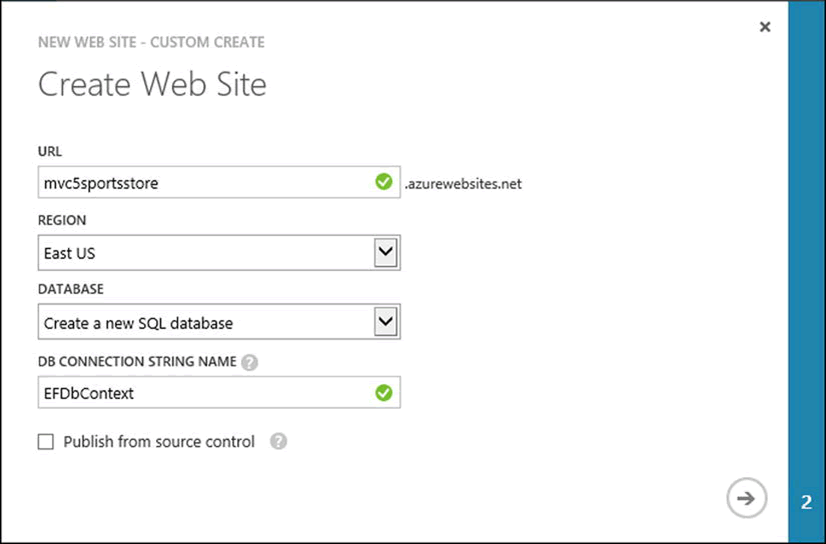 NEW WEB SITE - CUSTOM CREATE
Create Web Site
URL
mvc5sportsstore .azurewebsites.net
REGION
East US
DATABASE
Create a new SQL database
DB CONNECTION STRING NAME ?
EFDbContext
Publish from source control ?
2